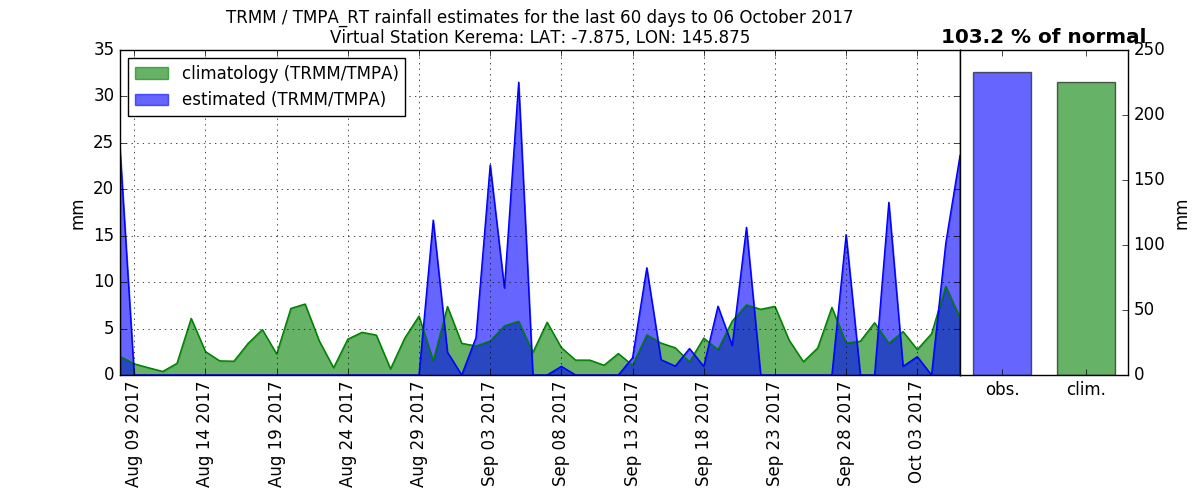 TRMM / TMPA_RT rainfall estimates for the last 60 days to 06 October 2017
Virtual Station Kerema: LAT: -7.875, LON: 145.875
103.2 % of normal
climatology (TRMM/TMPA)
estimated (TRMM/TMPA)
mm
35
30
25
20
15
10
5
0
Aug 09 2017
Aug 14 2017
Aug 19 2017
Aug 24 2017
Aug 29 2017
Sep 03 2017
Sep 08 2017
Sep 13 2017
Sep 18 2017
Sep 23 2017
Sep 28 2017
Oct 03 2017
obs.
clim.
250
200
150
100
50
0
mm